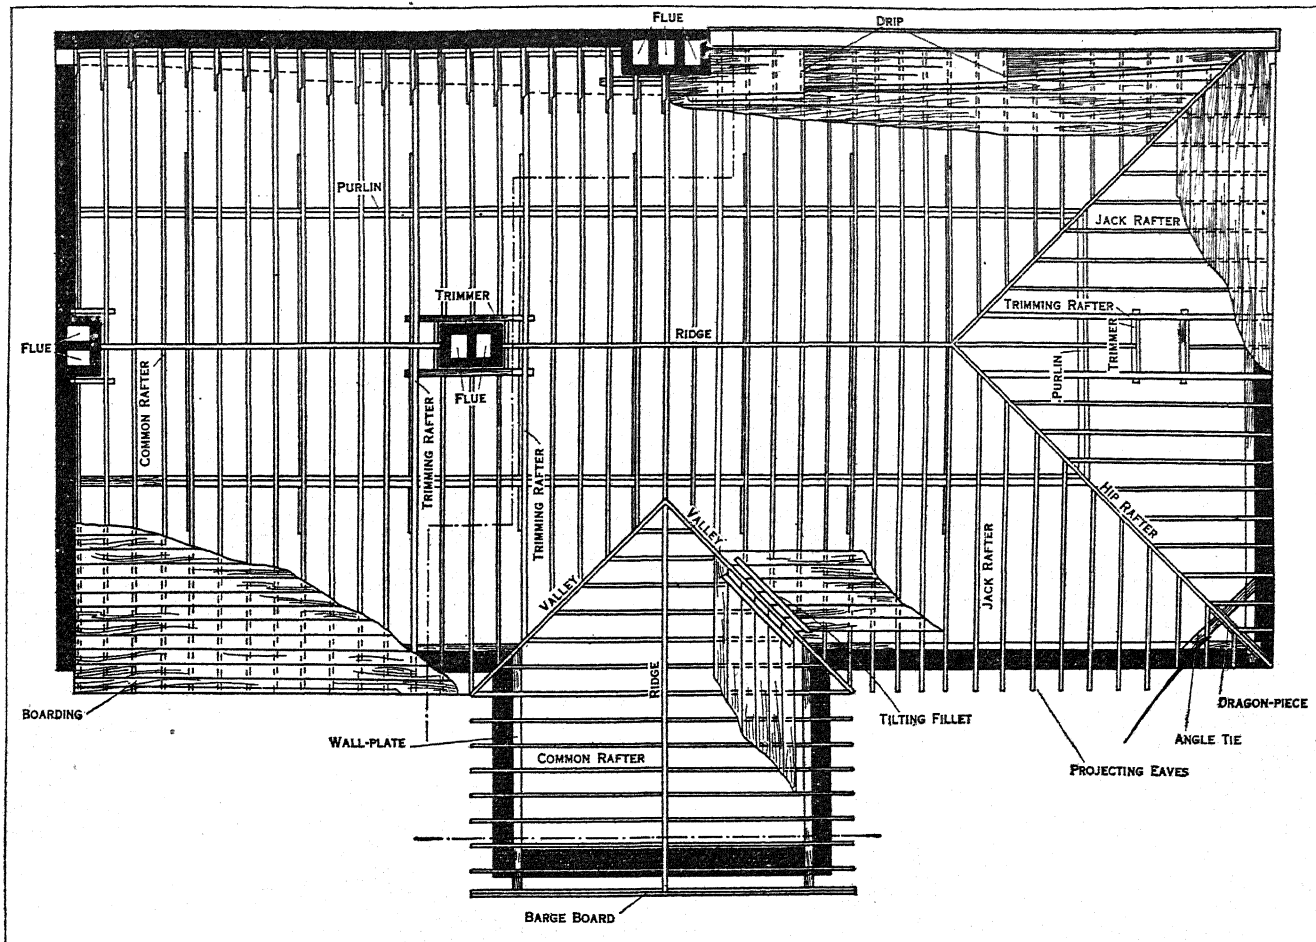 FLUE
DRIP
PURLIN
JACK RAFTER
TRIMMER
TRIMMING RAFTER
RIDGE
TRIMMER
FLUE
PURLIN
FLUE
COMMON RAFTER
TRIMMING RAFTER
TRIMMING RAFTER
HIP RAFTER
VALLEY
VALLEY
JACK RAFTER
RIDGE
BOARDING
TILTING FILLET
DRAGON-PIECE
WALL-PLATE
ANGLE TIE
COMMON RAFTER
PROJECTING EAVES
BARGE BOARD